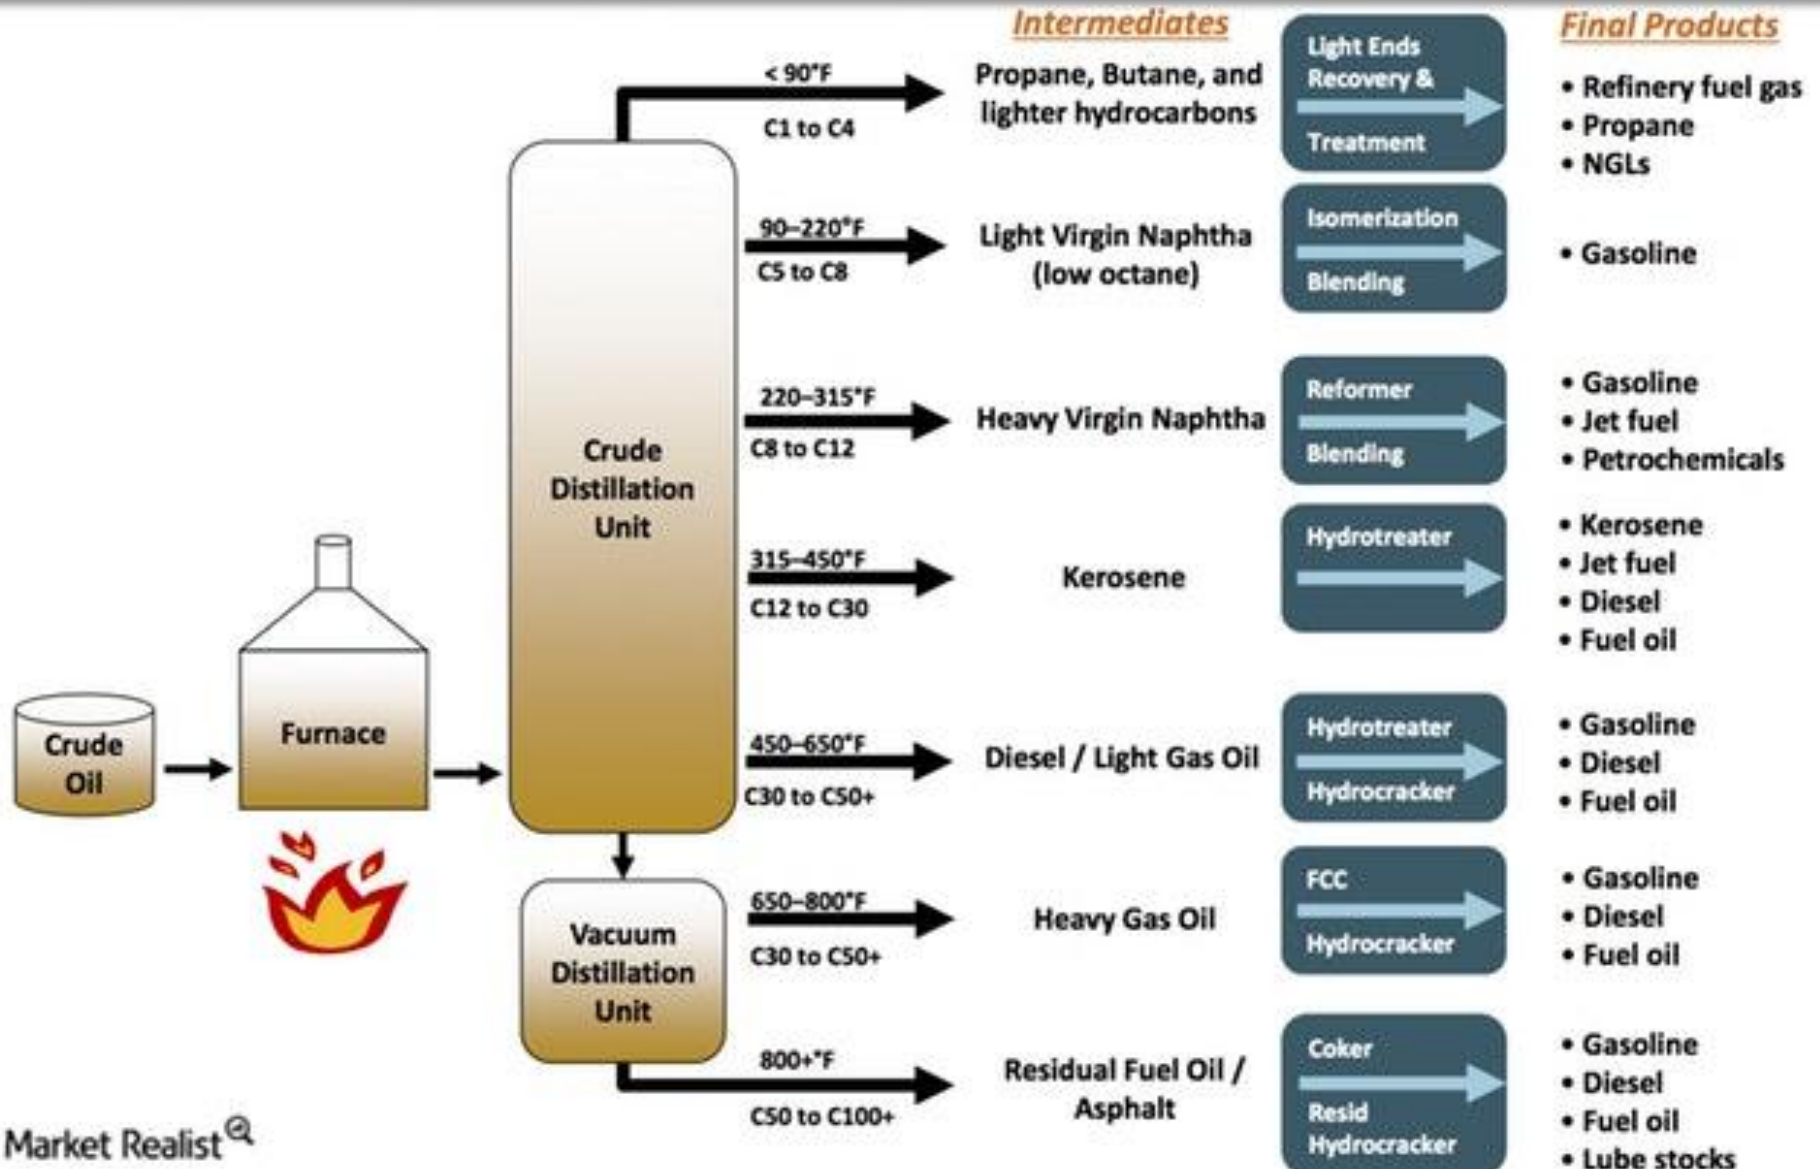 Intermediates
Final Products
< 90°F
C1 to C4
Propane, Butane, and
lighter hydrocarbons
Light Ends
Recovery &
Treatment
• Refinery fuel gas
• Propane
• NGLs
90–220°F
C5 to C8
Light Virgin Naphtha
(low octane)
Isomerization
Blending
• Gasoline
220–315°F
C8 to C12
Heavy Virgin Naphtha
Reformer
Blending
• Gasoline
• Jet fuel
• Petrochemicals
Crude
Distillation
Unit
315–450°F
C12 to C30
Kerosene
Hydrotreater
• Kerosene
• Jet fuel
• Diesel
• Fuel oil
Crude
Oil
Furnace
450–650°F
C30 to C50+
Diesel / Light Gas Oil
Hydrotreater
Hydrocracker
• Gasoline
• Diesel
• Fuel oil
Vacuum
Distillation
Unit
650–800°F
C30 to C50+
Heavy Gas Oil
FCC
Hydrocracker
• Gasoline
• Diesel
• Fuel oil
800+°F
C50 to C100+
Residual Fuel Oil /
Asphalt
Coker
Resid
Hydrocracker
• Gasoline
• Diesel
• Fuel oil
• Lube stocks
Market Realist